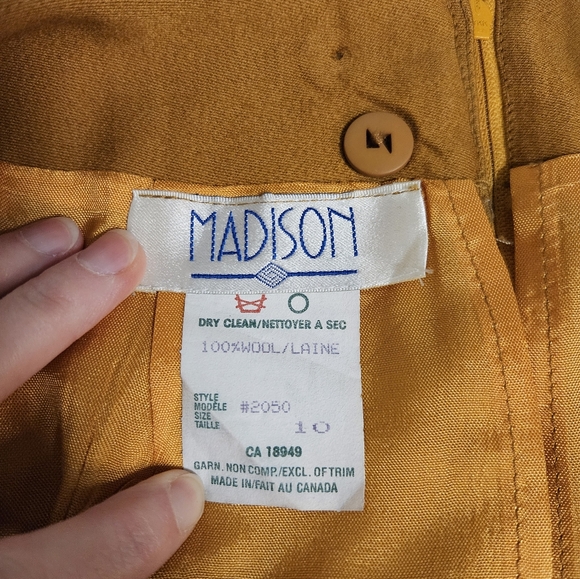 MADISON
DRY CLEAN/NETTOYER A SEC
100%WOOL/LAINE
STYLE
MODÈLE #2050
SIZE
TAILLE 10
CA 18949
GARN. NON COMP./EXCL. OF TRIM
MADE IN/FAIT AU CANADA